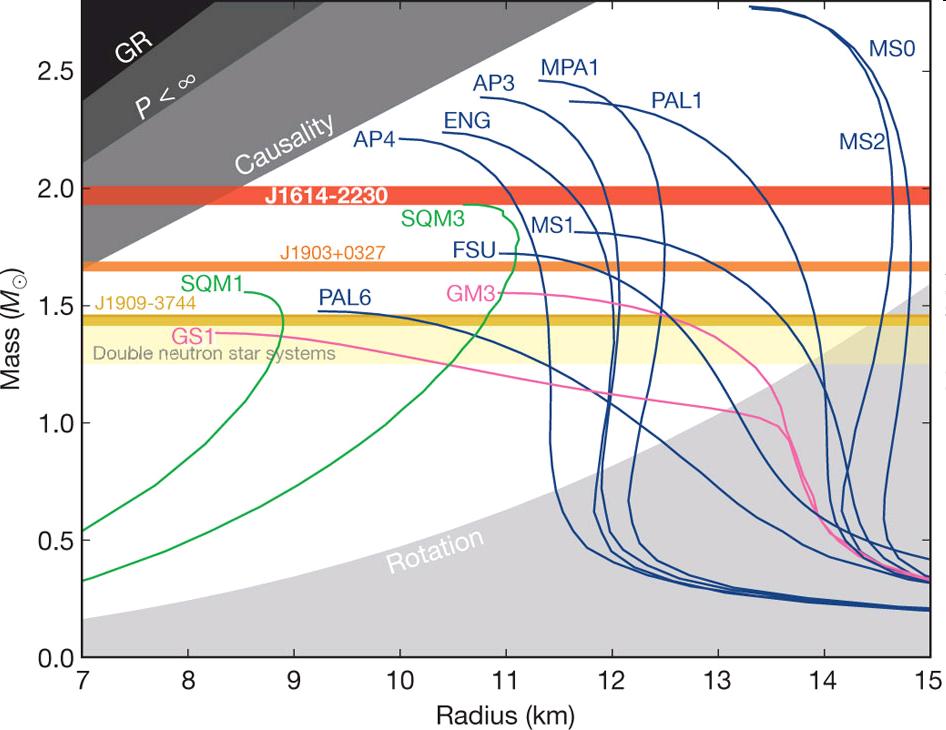 GR
P < ∞
Causality
MPA1
AP3
ENG
AP4
PAL1
MS0
MS2
J1614-2230
SQM3
MS1
FSU
J1903+0327
SQM1
GM3
J1909-3744
PAL6
GS1
Double neutron star systems
Rotation
2.5
2.0
1.5
1.0
0.5
0.0
Mass (M☉)
7 8 9 10 11 12 13 14 15
Radius (km)